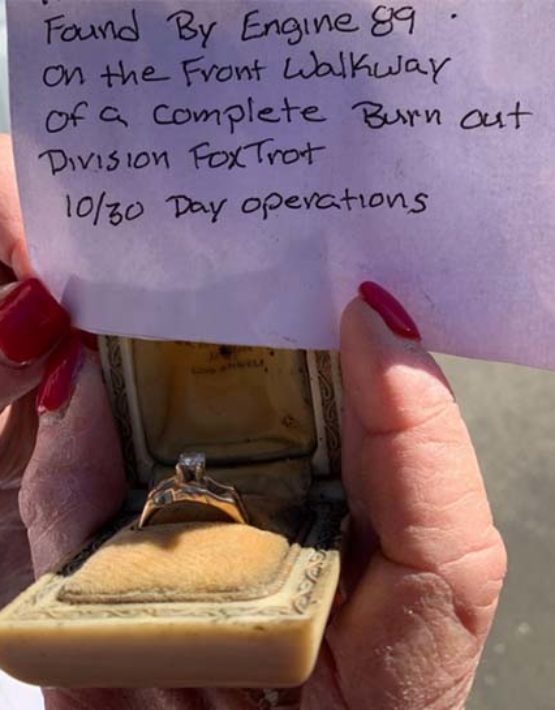 Found By Engine 89.
on the Front Walkway
of a complete Burn out
Division FoxTrot
10/30 Day operations